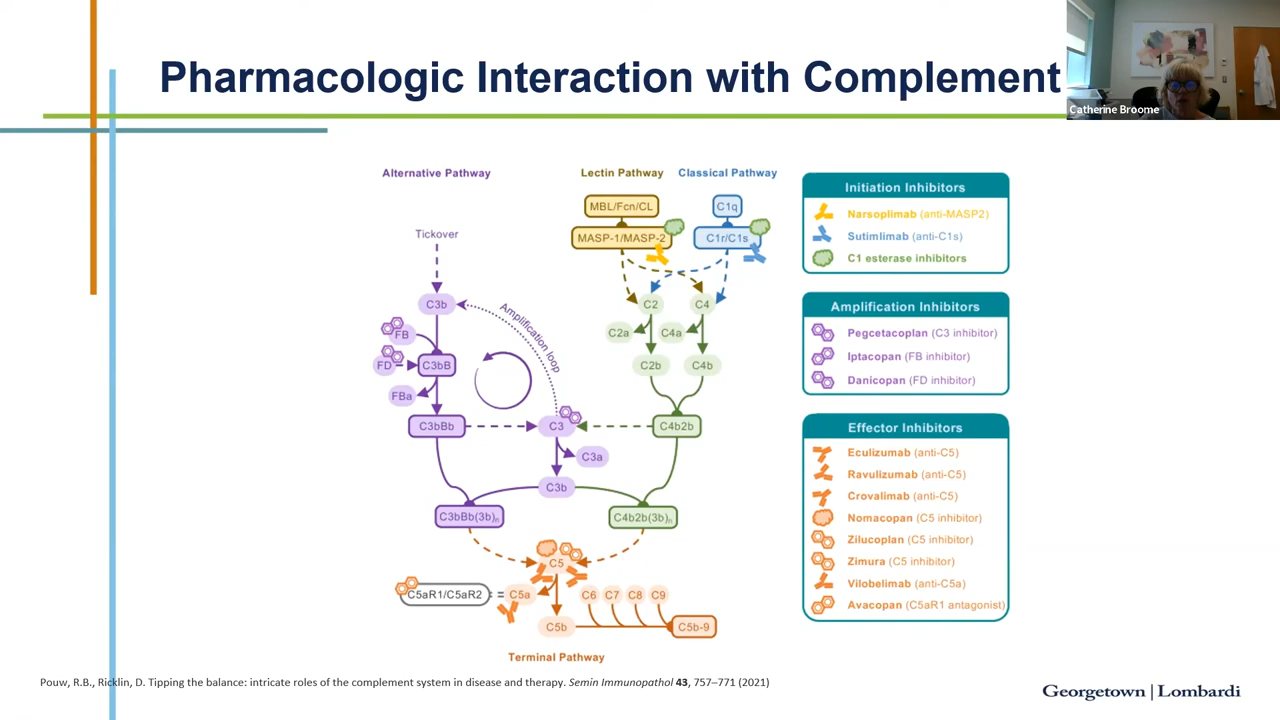 Pharmacologic Interaction with Complement
Catherine Broome
Alternative Pathway
Lectin Pathway
Classical Pathway
MBL/Fcn/CL
C1q
MASP-1/MASP-2
C1r/C1s
Tickover
C3b
Amplification loop
C2
C4
FB
C2a
C4a
FD
C3bB
C2b
C4b
FBa
C3bBb
C3
C4b2b
C3a
C3b
C3bBb(3b)n
C4b2b(3b)n
C5
C5aR1/C5aR2
C5a
C6
C7
C8
C9
C5b
C5b-9
Terminal Pathway
Initiation Inhibitors
Narsoplimab (anti-MASP2)
Sutimlimab (anti-C1s)
C1 esterase inhibitors
Amplification Inhibitors
Pegcetacoplan (C3 inhibitor)
Iptacopan (FB inhibitor)
Danicopan (FD inhibitor)
Effector Inhibitors
Eculizumab (anti-C5)
Ravulizumab (anti-C5)
Crovalimab (anti-C5)
Nomacopan (C5 inhibitor)
Zilucoplan (C5 inhibitor)
Zimura (C5 inhibitor)
Vilobelimab (anti-C5a)
Avacopan (C5aR1 antagonist)
Pouw, R.B., Ricklin, D. Tipping the balance: intricate roles of the complement system in disease and therapy. Semin Immunopathol 43, 757–771 (2021)
Georgetown | Lombardi